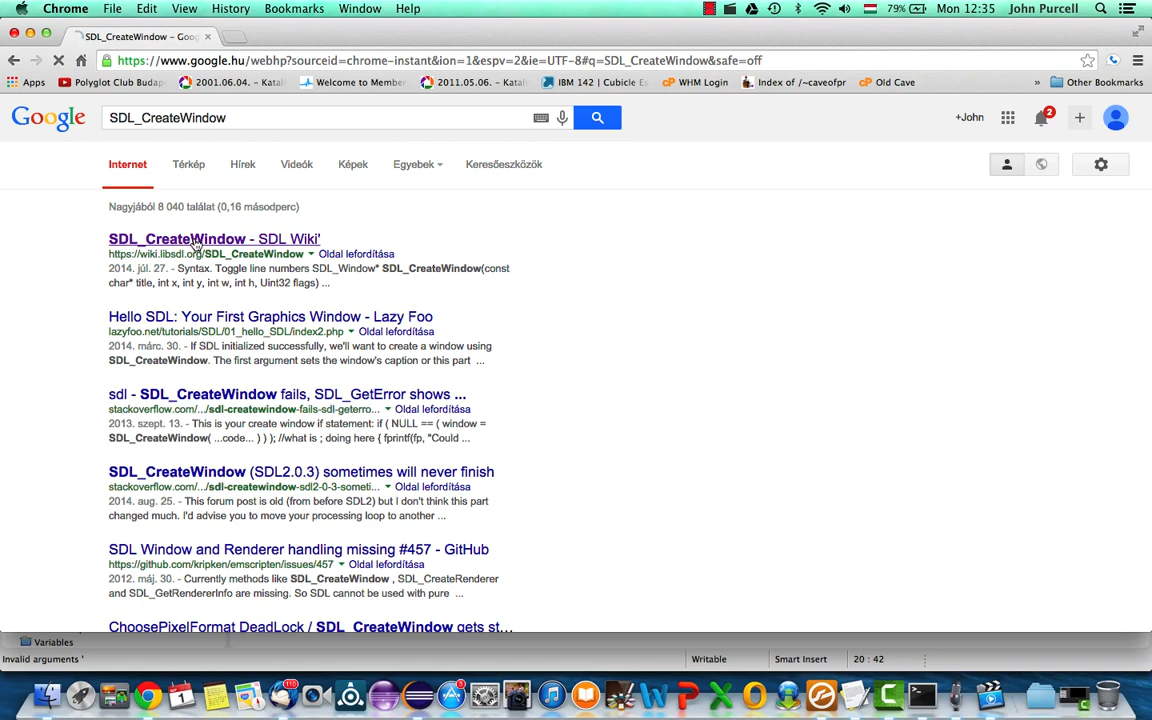 Chrome File Edit View History Bookmarks Window Help 79% Mon 12:35 John Purcell
SDL_CreateWindow - Goog
https://www.google.hu/webhp?sourceid=chrome-instant&ion=1&espv=2&ie=UTF-8#q=SDL_CreateWindow&safe=off
Apps Polyglot Club Budap 2001.06.04. - Katali Welcome to Member 2011.05.06. - Katali IBM 142 | Cubicle Es WHM Login Index of /~caveofpr Old Cave » Other Bookmarks
Google SDL_CreateWindow +John 2
Internet Térkép Hírek Videók Képek Egyebek Keresőeszközök
Nagyjából 8 040 találat (0,16 másodperc)
SDL_CreateWindow - SDL Wiki'
https://wiki.libsdl.org/SDL_CreateWindow Oldal lefordítása
2014. júl. 27. - Syntax. Toggle line numbers SDL_Window* SDL_CreateWindow(const
char* title, int x, int y, int w, int h, Uint32 flags) ...
Hello SDL: Your First Graphics Window - Lazy Foo
lazyfoo.net/tutorials/SDL/01_hello_SDL/index2.php Oldal lefordítása
2014. márc. 30. - If SDL initialized successfully, we'll want to create a window using
SDL_CreateWindow. The first argument sets the window's caption or this part ...
sdl - SDL_CreateWindow fails, SDL_GetError shows ...
stackoverflow.com/.../sdl-createwindow-fails-sdl-geterro... Oldal lefordítása
2013. szept. 13. - This is your create window if statement: if ( NULL == ( window =
SDL_CreateWindow( ...code... ) ) ); //what is ; doing here { fprintf(fp, "Could ...
SDL_CreateWindow (SDL2.0.3) sometimes will never finish
stackoverflow.com/.../sdl-createwindow-sdl2-0-3-someti... Oldal lefordítása
2014. aug. 25. - This forum post is old (from before SDL2) but I don't think this part
changed much. I'd advise you to move your processing loop to another ...
SDL Window and Renderer handling missing #457 - GitHub
https://github.com/kripken/emscripten/issues/457 Oldal lefordítása
2012. máj. 30. - Currently methods like SDL_CreateWindow , SDL_CreateRenderer
and SDL_GetRendererInfo are missing. So SDL cannot be used with pure ...
ChoosePixelFormat DeadLock / SDL_CreateWindow gets st...
Variables
Invalid arguments ' Writable Smart Insert 20 : 42